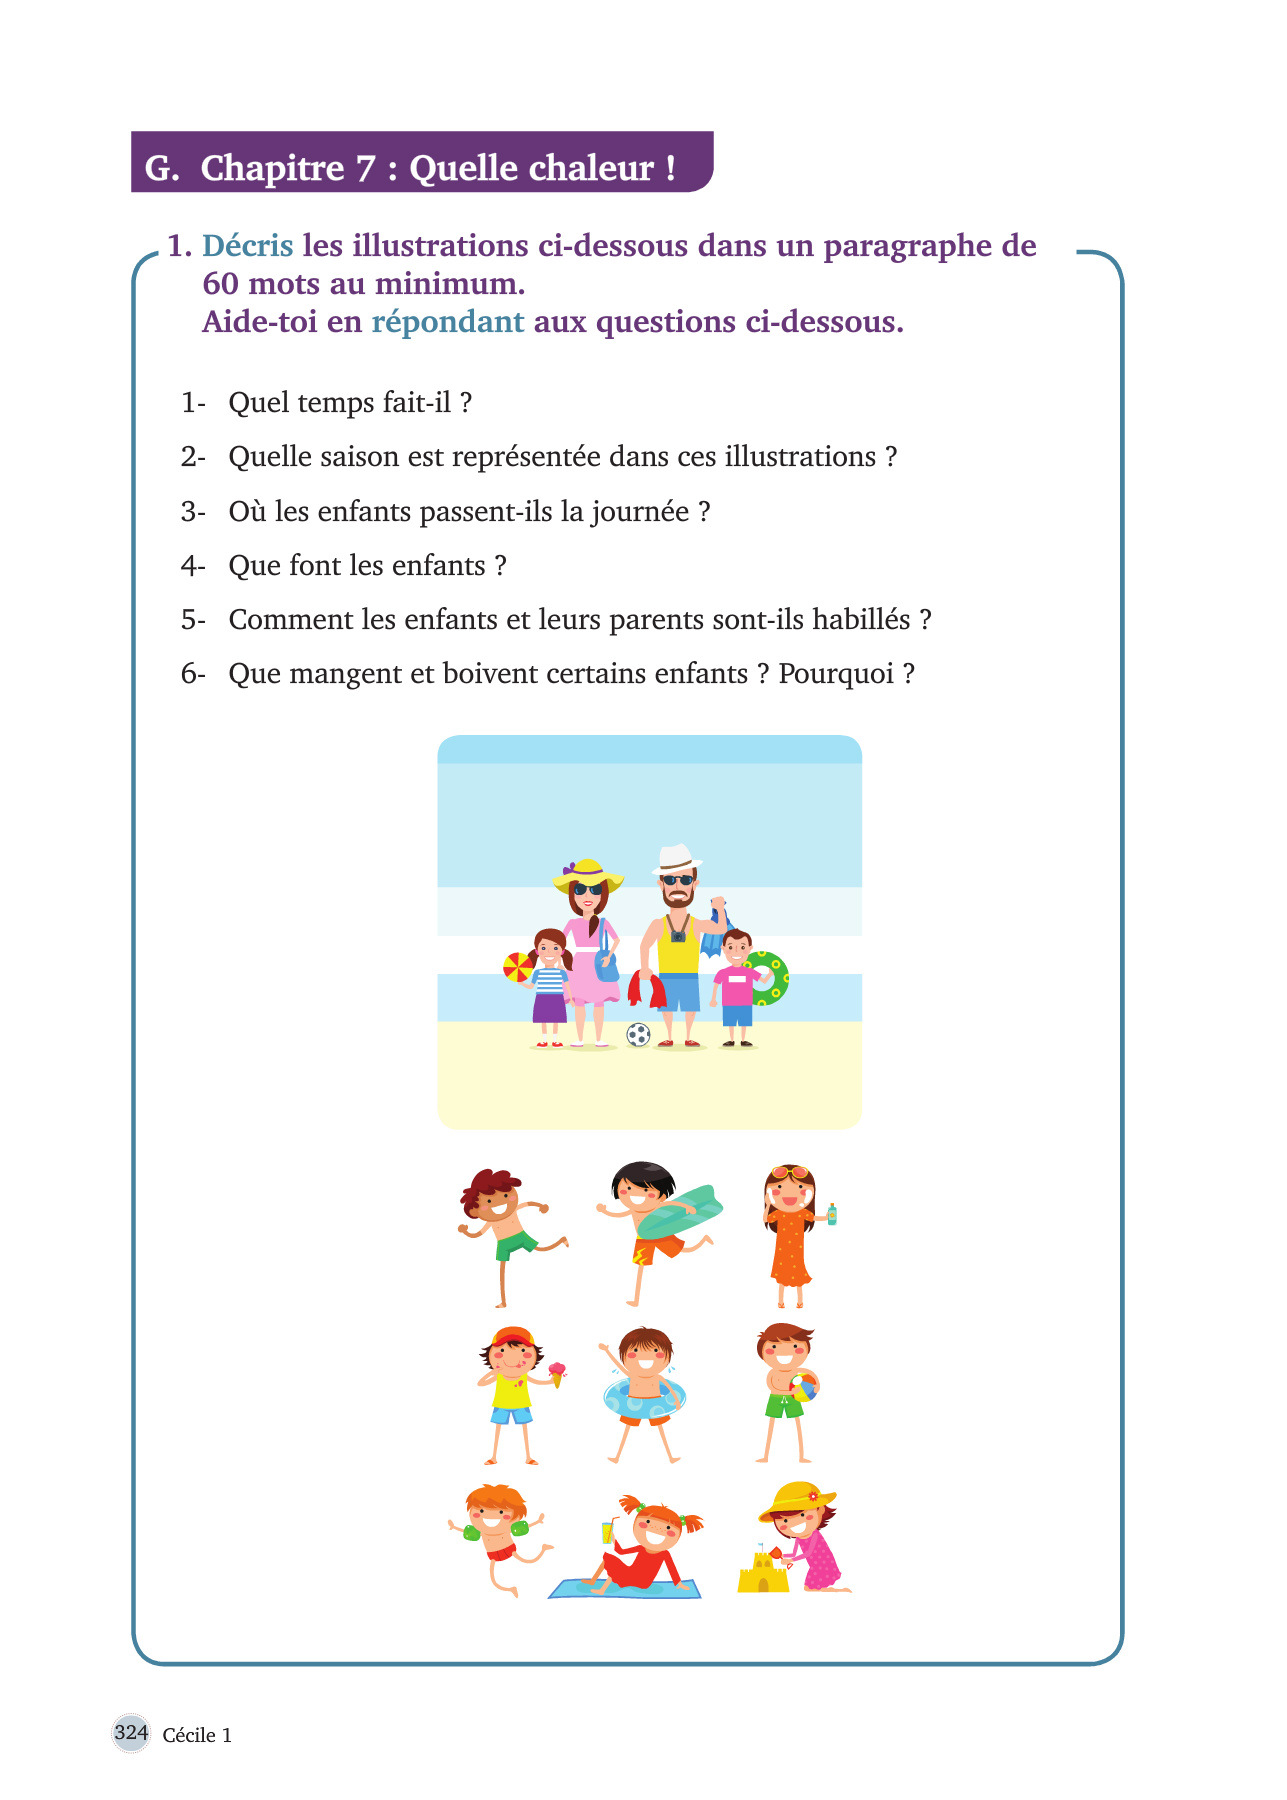 G. Chapitre 7 : Quelle chaleur !
1. Décris les illustrations ci-dessous dans un paragraphe de
60 mots au minimum.
Aide-toi en répondant aux questions ci-dessous.
1- Quel temps fait-il ?
2- Quelle saison est représentée dans ces illustrations ?
3- Où les enfants passent-ils la journée ?
4- Que font les enfants ?
5- Comment les enfants et leurs parents sont-ils habillés ?
6- Que mangent et boivent certains enfants ? Pourquoi ?
324 Cécile 1